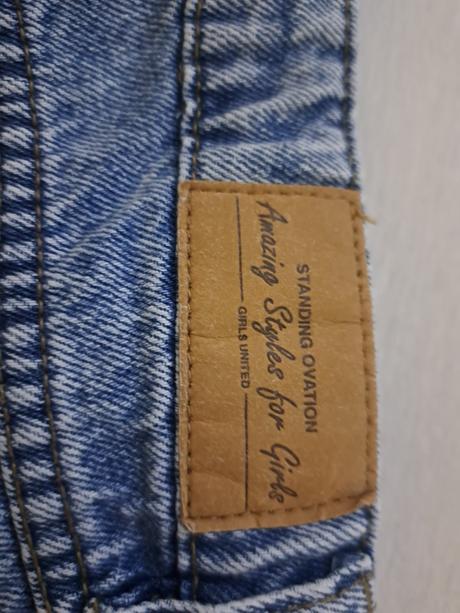 STANDING OVATION
Amazing Styles for Girls
GIRLS UNITED